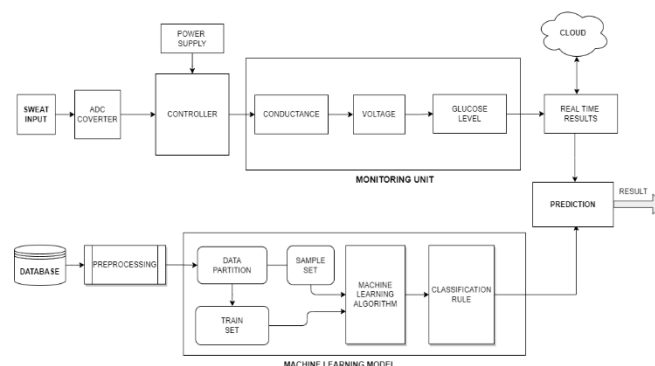 POWER
SUPPLY
CLOUD
SWEAT
INPUT
ADC
COVERTER
CONTROLLER
CONDUCTANCE
VOLTAGE
GLUCOSE
LEVEL
REAL TIME
RESULTS
MONITORING UNIT
PREDICTION
RESULT
DATABASE
PREPROCESSING
DATA
PARTITION
SAMPLE
SET
TRAIN
SET
MACHINE
LEARNING
ALGORITHM
CLASSIFICATION
RULE
MACHINE LEARNING MODEL